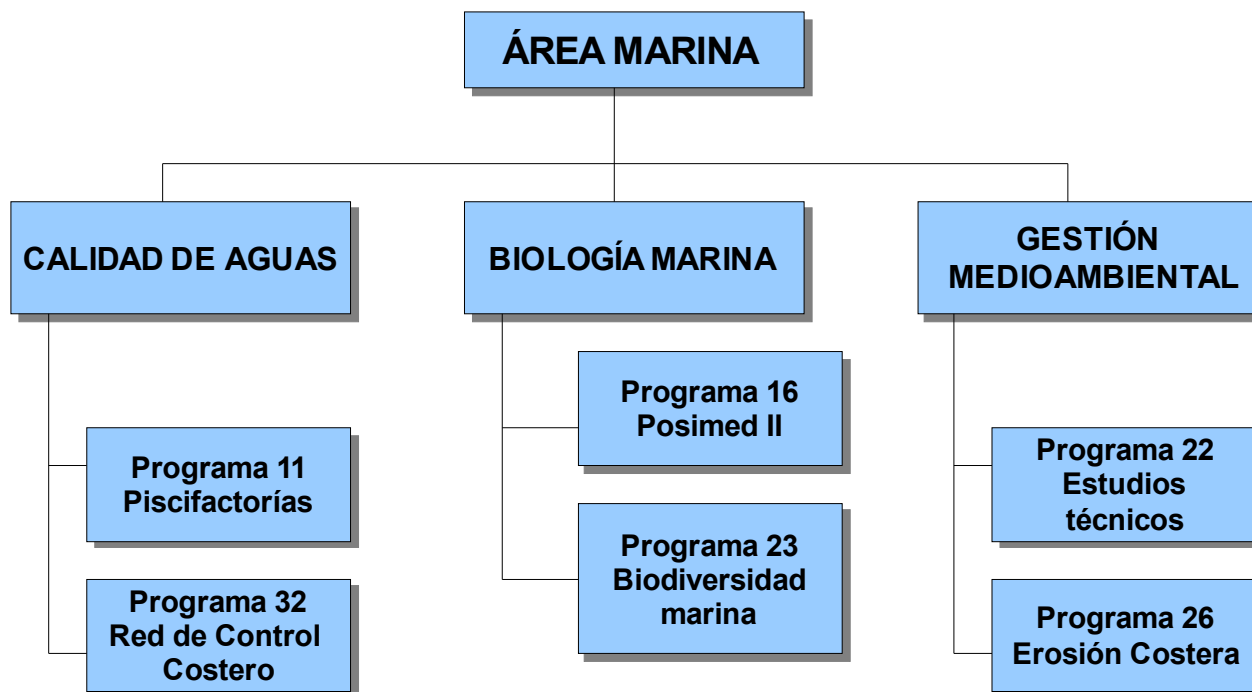 ÁREA MARINA
CALIDAD DE AGUAS
BIOLOGÍA MARINA
GESTIÓN
MEDIOAMBIENTAL
Programa 11
Piscifactorías
Programa 32
Red de Control
Costero
Programa 16
Posimed II
Programa 23
Biodiversidad
marina
Programa 22
Estudios
técnicos
Programa 26
Erosión Costera